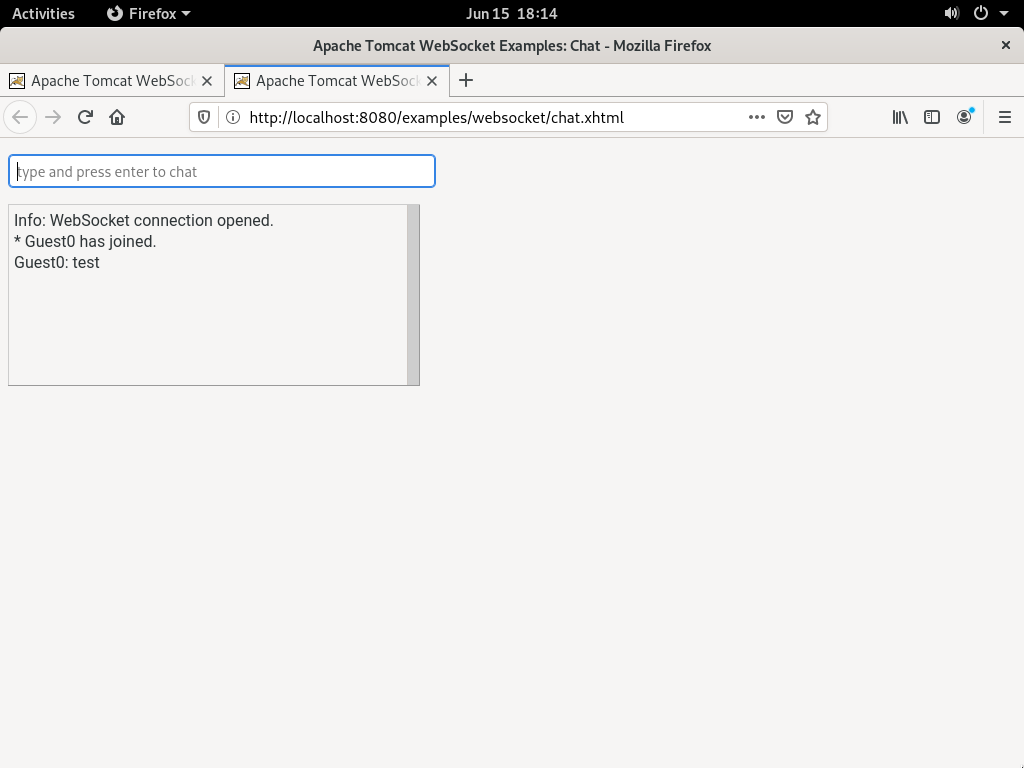 Activities Firefox Jun 15 18:14
Apache Tomcat WebSocket Examples: Chat - Mozilla Firefox
Apache Tomcat WebSock Apache Tomcat WebSock
http://localhost:8080/examples/websocket/chat.xhtml
type and press enter to chat
Info: WebSocket connection opened.
* Guest0 has joined.
Guest0: test